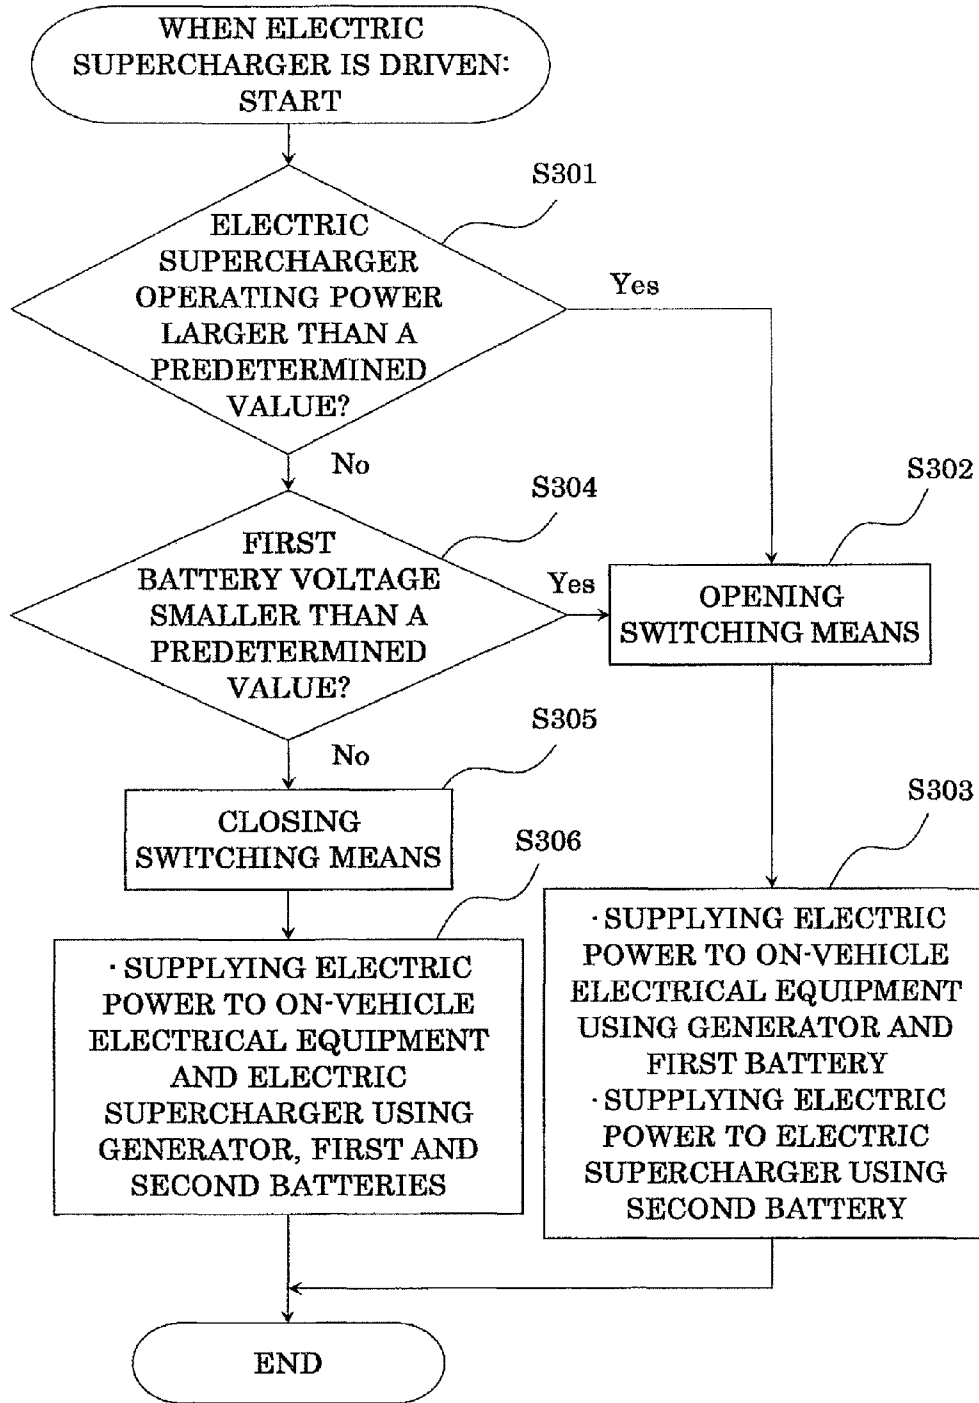 WHEN ELECTRIC
SUPERCHARGER IS DRIVEN:
START
S301
ELECTRIC
SUPERCHARGER
OPERATING POWER
LARGER THAN A
PREDETERMINED
VALUE?
Yes
No
S304
FIRST
BATTERY VOLTAGE
SMALLER THAN A
PREDETERMINED
VALUE?
Yes
S302
OPENING
SWITCHING MEANS
No
S305
CLOSING
SWITCHING MEANS
S306
· SUPPLYING ELECTRIC
POWER TO ON-VEHICLE
ELECTRICAL EQUIPMENT
AND ELECTRIC
SUPERCHARGER USING
GENERATOR, FIRST AND
SECOND BATTERIES
S303
· SUPPLYING ELECTRIC
POWER TO ON-VEHICLE
ELECTRICAL EQUIPMENT
USING GENERATOR AND
FIRST BATTERY
· SUPPLYING ELECTRIC
POWER TO ELECTRIC
SUPERCHARGER USING
SECOND BATTERY
END